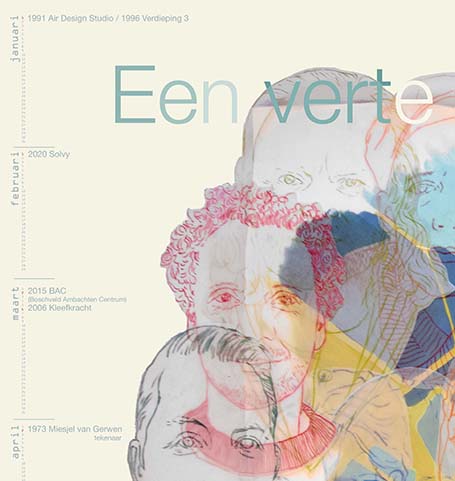 januari
1991 Air Design Studio / 1996 Verdieping 3
Een verte
februari
2020 Solvy
maart
2015 BAC
(Boschveld Ambachten Centrum)
2006 Kleefkracht
april
1973 Miesjel van Gerwen
tekenaar